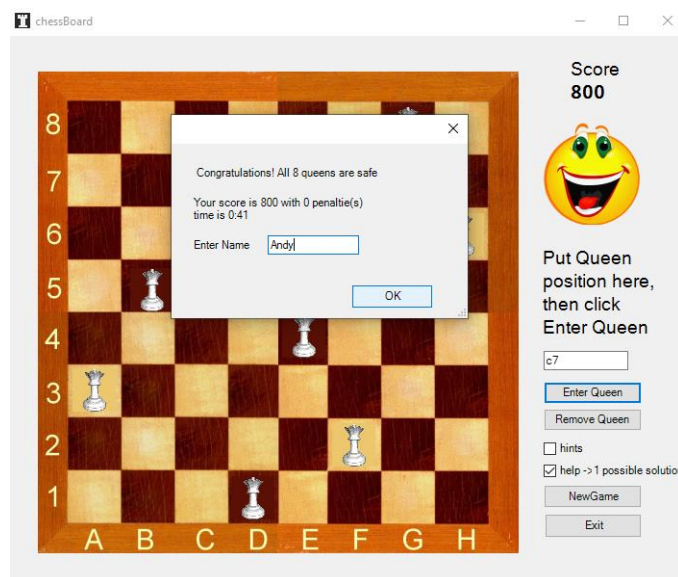 chessBoard
Score
800
8
7
6
5
4
3
2
1
A B C D E F G H
Congratulations! All 8 queens are safe
Your score is 800 with 0 penaltie(s)
time is 0:41
Enter Name Andy
OK
Put Queen
position here,
then click
Enter Queen
c7
Enter Queen
Remove Queen
hints
help ->1 possible solutio
NewGame
Exit